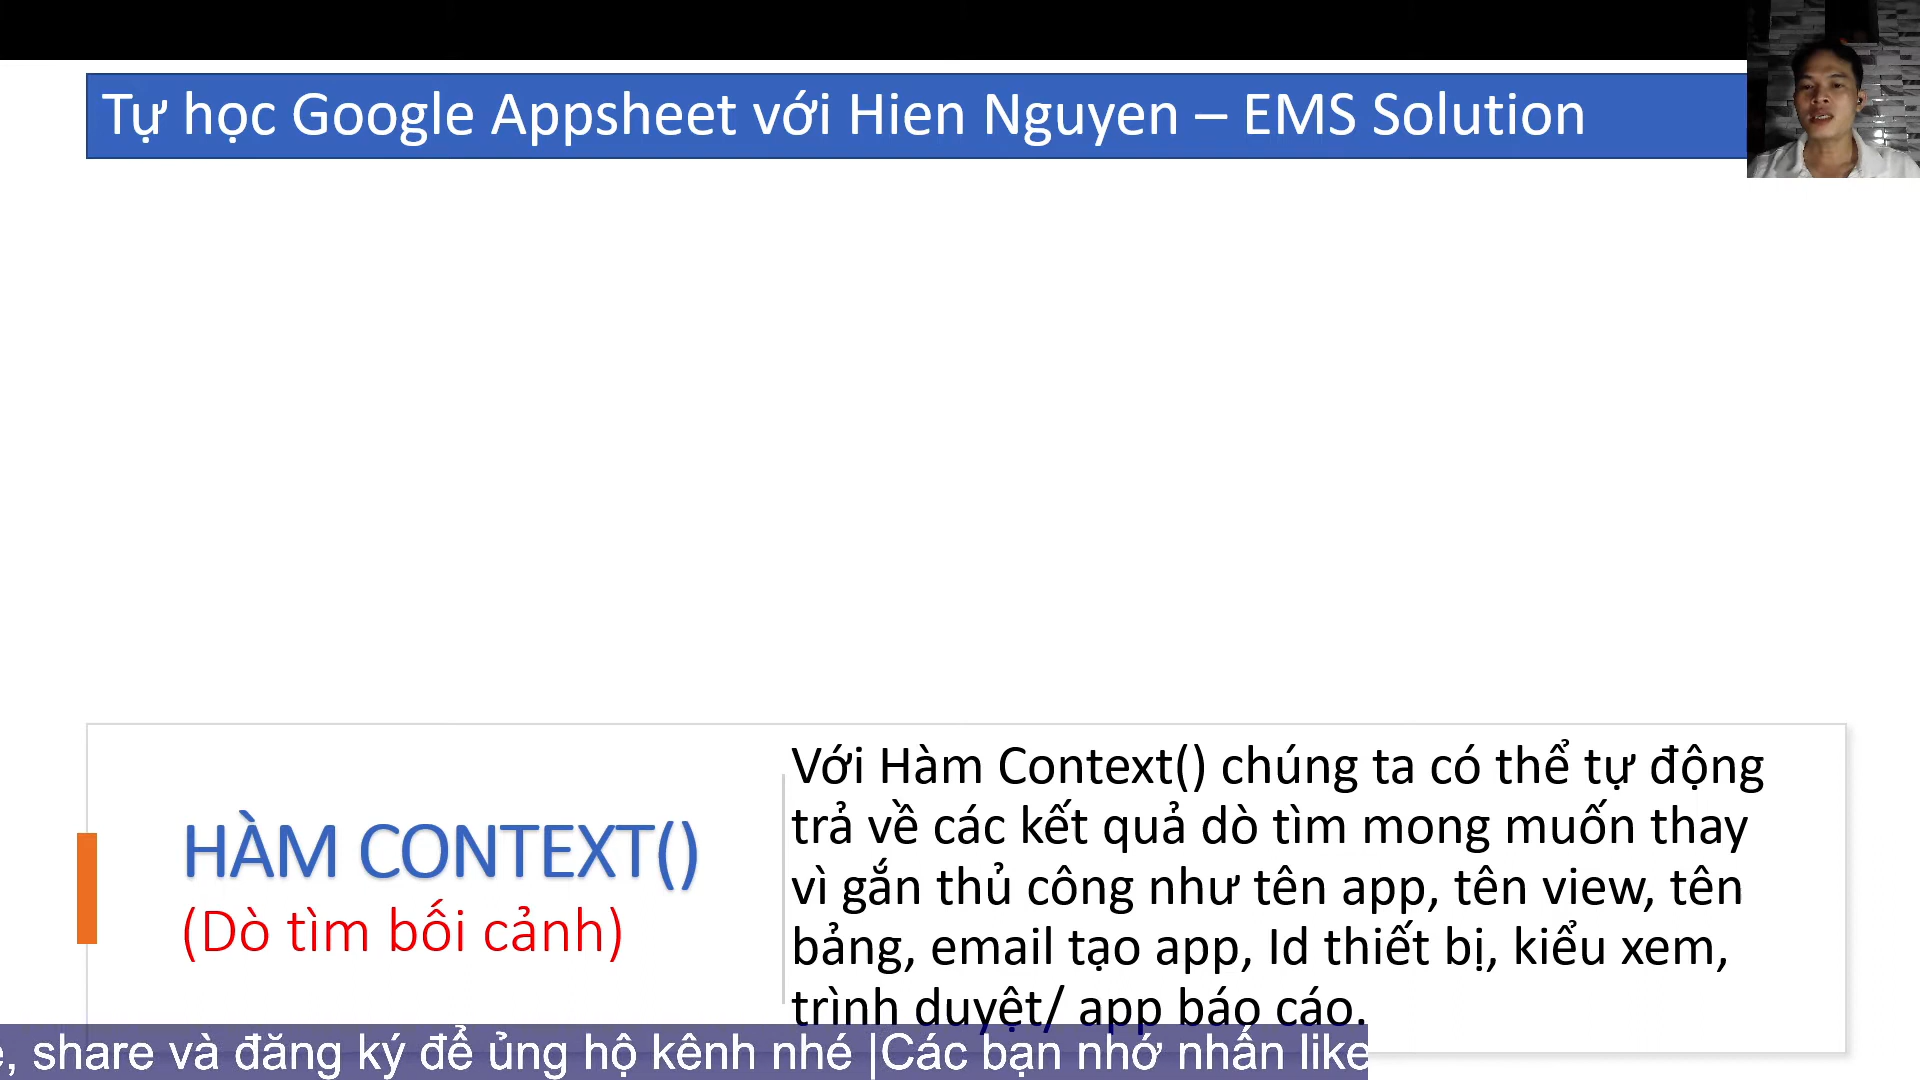 Tự học Google Appsheet với Hien Nguyen – EMS Solution
HÀM CONTEXT()
(Dò tìm bối cảnh)
Với Hàm Context() chúng ta có thể tự động
trả về các kết quả dò tìm mong muốn thay
vì gắn thủ công như tên app, tên view, tên
bảng, email tạo app, Id thiết bị, kiểu xem,
trình duyệt/ app báo cáo.
, share và đăng ký để ủng hộ kênh nhé |Các bạn nhớ nhấn like